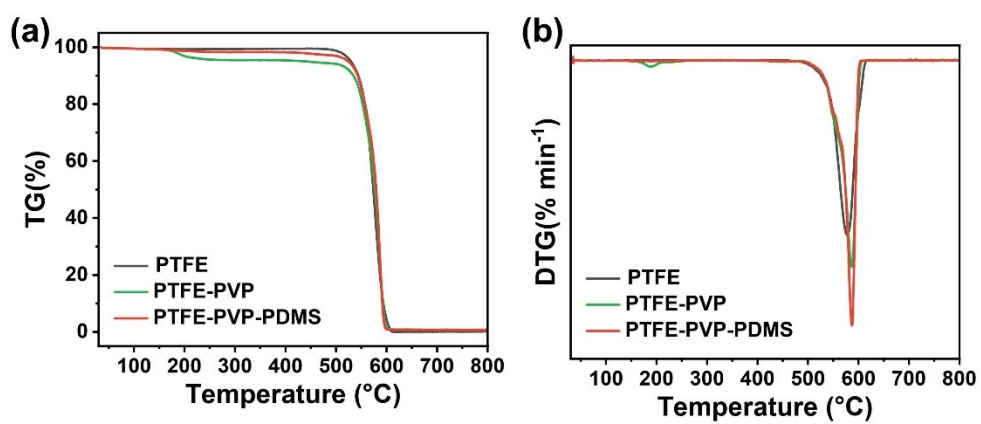 (a)
TG(%)
100
80
60
40
20
0
PTFE
PTFE-PVP
PTFE-PVP-PDMS
100 200 300 400 500 600 700 800
Temperature (°C)
(b)
DTG(% min⁻¹)
PTFE
PTFE-PVP
PTFE-PVP-PDMS
100 200 300 400 500 600 700 800
Temperature (°C)